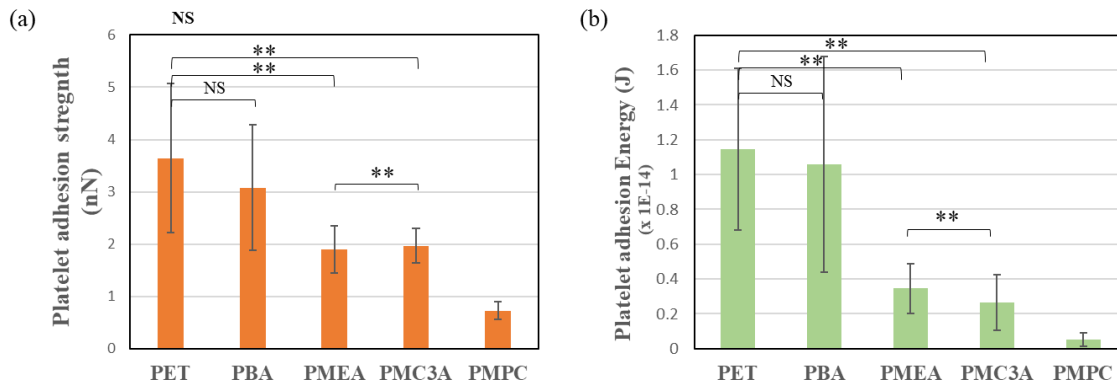 (a)
NS
Platelet adhesion stregnth
(nN)
6
5
4
3
2
1
0
**
**
NS
**
PET PBA PMEA PMC3A PMPC
(b)
Platelet adhesion Energy (J)
(x 1E-14)
1.8
1.6
1.4
1.2
1
0.8
0.6
0.4
0.2
0
**
**
NS
**
PET PBA PMEA PMC3A PMPC